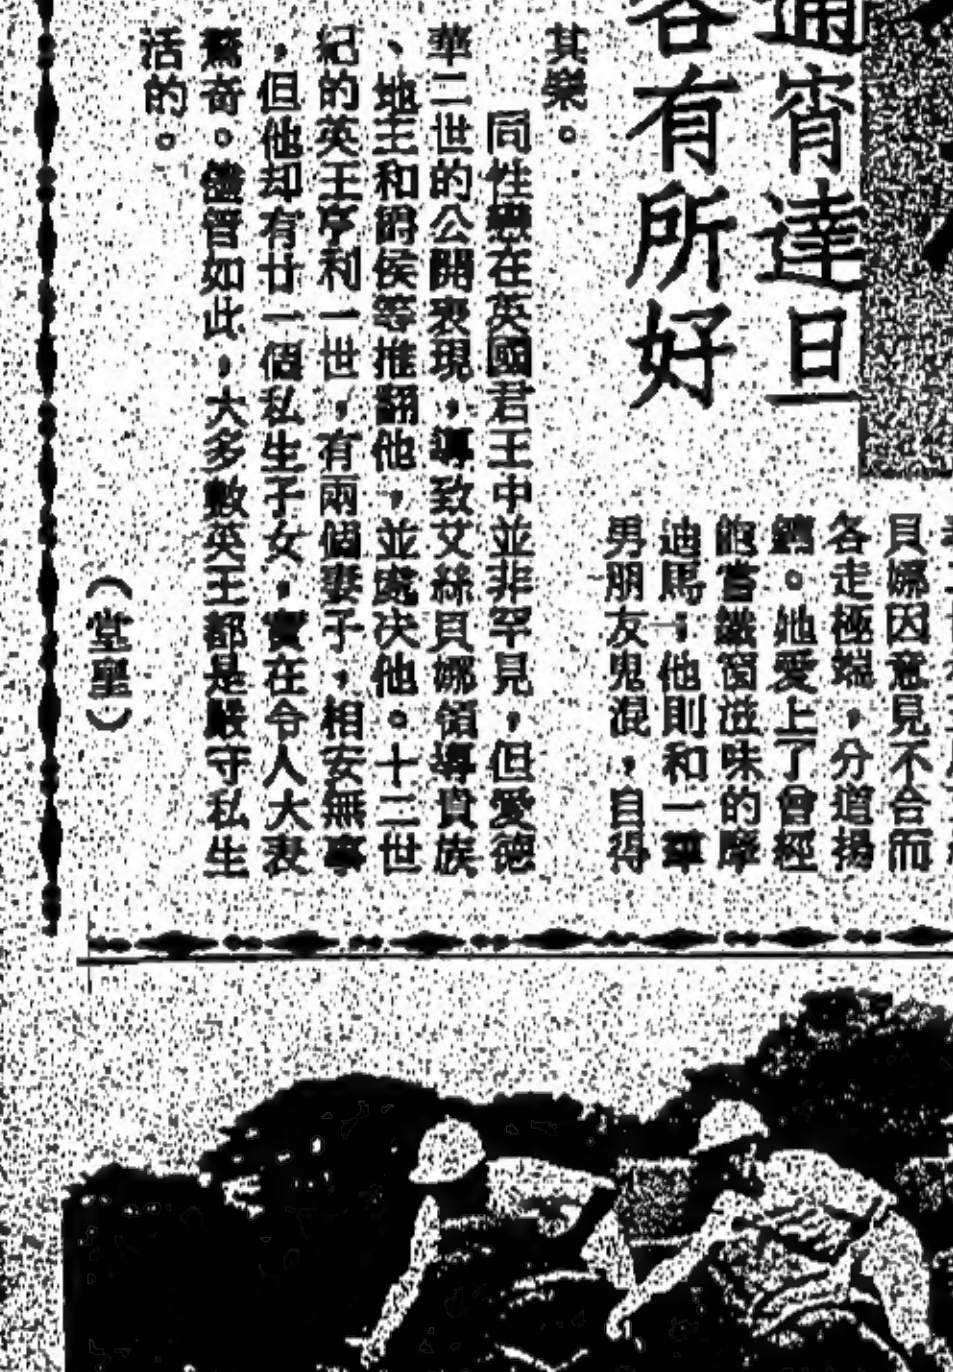 通宵達旦
各有所好
貝娜因意見不合而
各走極端，分道揚
鑣。她愛上了曾經
飽嘗鐵窗滋味的摩
迪馬；他則和一羣
男朋友鬼混，自得
其樂。
同性戀在英國君王中並非罕見，但愛德
華二世的公開表現，導致艾絲貝娜領導貴族
、地主和爵侯等推翻他，並處決他。十二世
紀的英王亨利一世，有兩個妻子，相安無事
，但他却有廿一個私生子女，實在令人大表
驚奇。儘管如此，大多數英王都是嚴守私生
活的。
（堂皇）